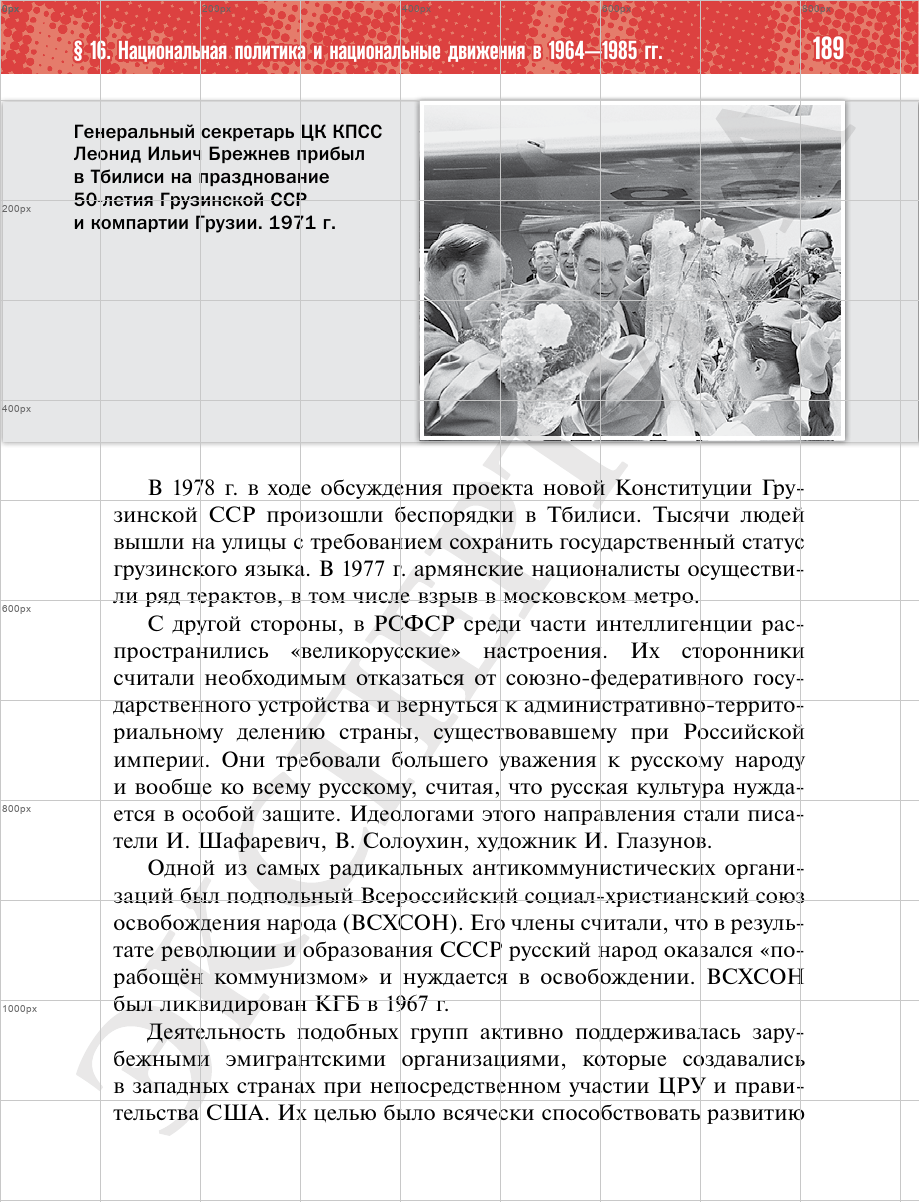 § 16. Национальная политика и национальные движения в 1964—1985 гг.
189
Генеральный секретарь ЦК КПСС
Леонид Ильич Брежнев прибыл
в Тбилиси на празднование
50-летия Грузинской ССР
и компартии Грузии. 1971 г.
В 1978 г. в ходе обсуждения проекта новой Конституции Гру-
зинской ССР произошли беспорядки в Тбилиси. Тысячи людей
вышли на улицы с требованием сохранить государственный статус
грузинского языка. В 1977 г. армянские националисты осуществи-
ли ряд терактов, в том числе взрыв в московском метро.
С другой стороны, в РСФСР среди части интеллигенции рас-
пространились «великорусские» настроения. Их сторонники
считали необходимым отказаться от союзно-федеративного госу-
дарственного устройства и вернуться к административно-террито-
риальному делению страны, существовавшему при Российской
империи. Они требовали большего уважения к русскому народу
и вообще ко всему русскому, считая, что русская культура нужда-
ется в особой защите. Идеологами этого направления стали писа-
тели И. Шафаревич, В. Солоухин, художник И. Глазунов.
Одной из самых радикальных антикоммунистических органи-
заций был подпольный Всероссийский социал-христианский союз
освобождения народа (ВСХСОН). Его члены считали, что в резуль-
тате революции и образования СССР русский народ оказался «по-
рабощён коммунизмом» и нуждается в освобождении. ВСХСОН
был ликвидирован КГБ в 1967 г.
Деятельность подобных групп активно поддерживалась зару-
бежными эмигрантскими организациями, которые создавались
в западных странах при непосредственном участии ЦРУ и прави-
тельства США. Их целью было всячески способствовать развитию
200px
400px
600px
800px
1000px